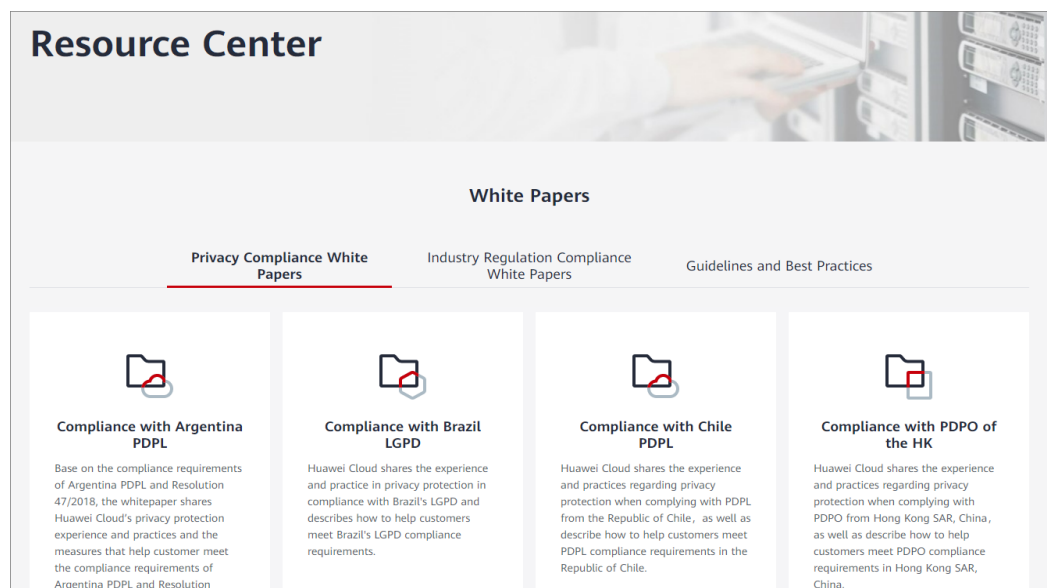 Resource Center
White Papers
Privacy Compliance White
Papers
Industry Regulation Compliance
White Papers
Guidelines and Best Practices
Compliance with Argentina
PDPL
Base on the compliance requirements
of Argentina PDPL and Resolution
47/2018, the whitepaper shares
Huawei Cloud's privacy protection
experience and practices and the
measures that help customer meet
the compliance requirements of
Argentina PDPL and Resolution
Compliance with Brazil
LGPD
Huawei Cloud shares the experience
and practice in privacy protection in
compliance with Brazil's LGPD and
describes how to help customers
meet Brazil's LGPD compliance
requirements.
Compliance with Chile
PDPL
Huawei Cloud shares the experience
and practices regarding privacy
protection when complying with PDPL
from the Republic of Chile，as well as
describe how to help customers meet
PDPL compliance requirements in the
Republic of Chile.
Compliance with PDPO of
the HK
Huawei Cloud shares the experience
and practices regarding privacy
protection when complying with
PDPO from Hong Kong SAR, China，
as well as describe how to help
customers meet PDPO compliance
requirements in Hong Kong SAR,
China.